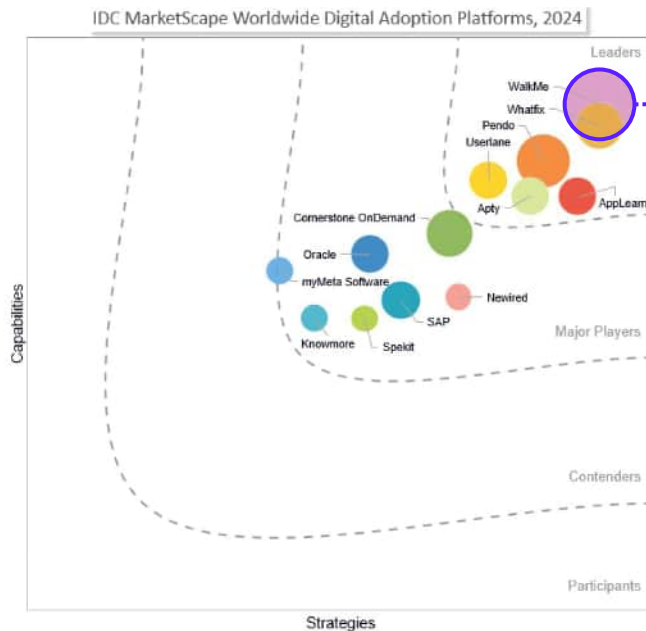 IDC MarketScape Worldwide Digital Adoption Platforms, 2024
Leaders
WalkMe
Whatfix
Pendo
Userlane
Apty
AppLearn
Cornerstone OnDemand
Oracle
myMeta Software
Newired
SAP
Knowmore
Spekit
Major Players
Capabilities
Contenders
Participants
Strategies